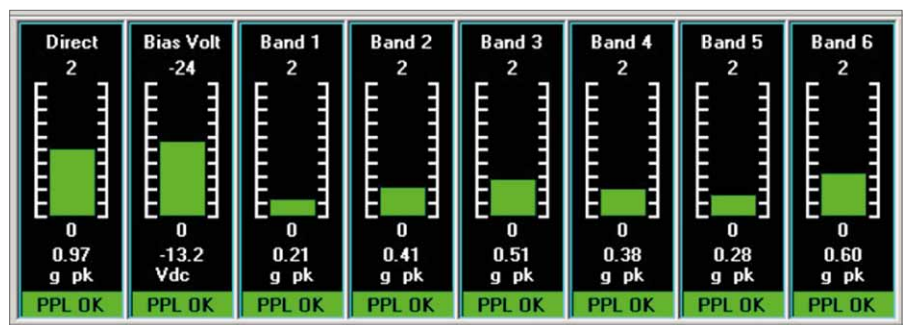 Direct
2
0
0.97
g pk
PPL OK
Bias Volt
-24
0
-13.2
Vdc
PPL OK
Band 1
2
0
0.21
g pk
PPL OK
Band 2
2
0
0.41
g pk
PPL OK
Band 3
2
0
0.51
g pk
PPL OK
Band 4
2
0
0.38
g pk
PPL OK
Band 5
2
0
0.28
g pk
PPL OK
Band 6
2
0
0.60
g pk
PPL OK